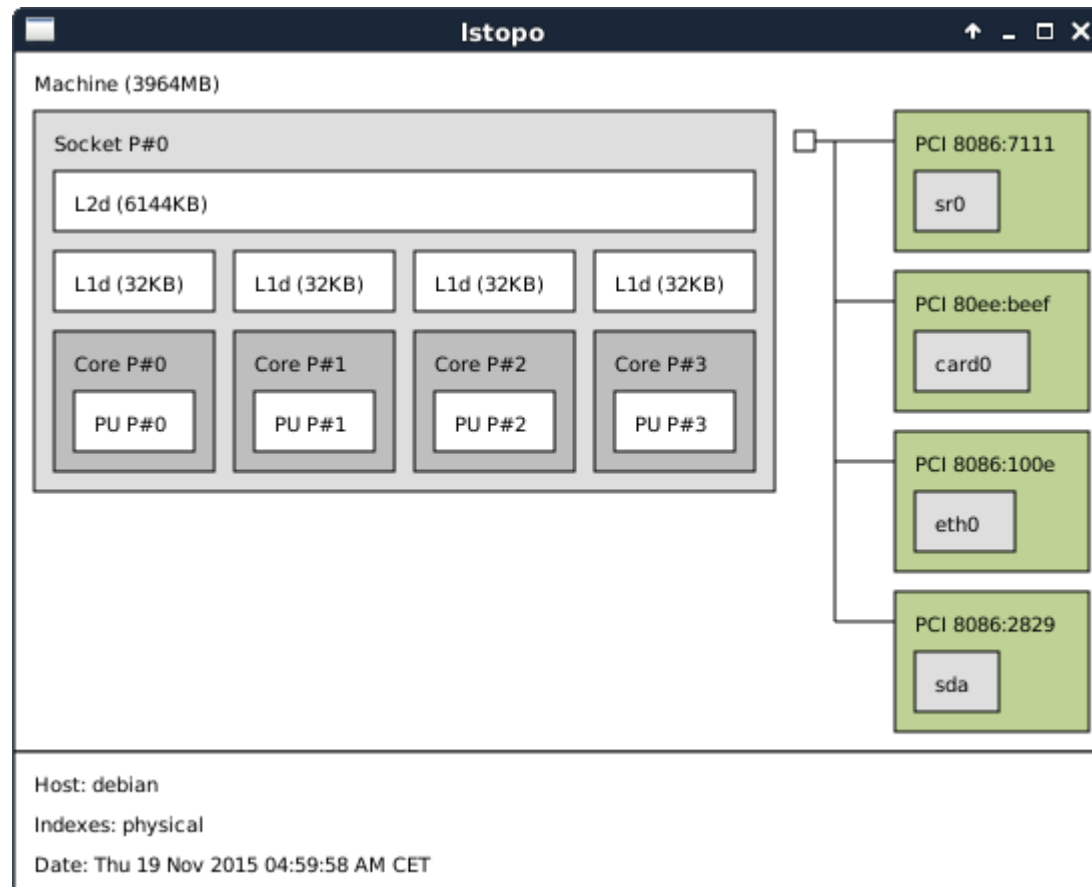 lstopo
Machine (3964MB)
Socket P#0
L2d (6144KB)
L1d (32KB)
L1d (32KB)
L1d (32KB)
L1d (32KB)
Core P#0
Core P#1
Core P#2
Core P#3
PU P#0
PU P#1
PU P#2
PU P#3
PCI 8086:7111
sr0
PCI 80ee:beef
card0
PCI 8086:100e
eth0
PCI 8086:2829
sda
Host: debian
Indexes: physical
Date: Thu 19 Nov 2015 04:59:58 AM CET